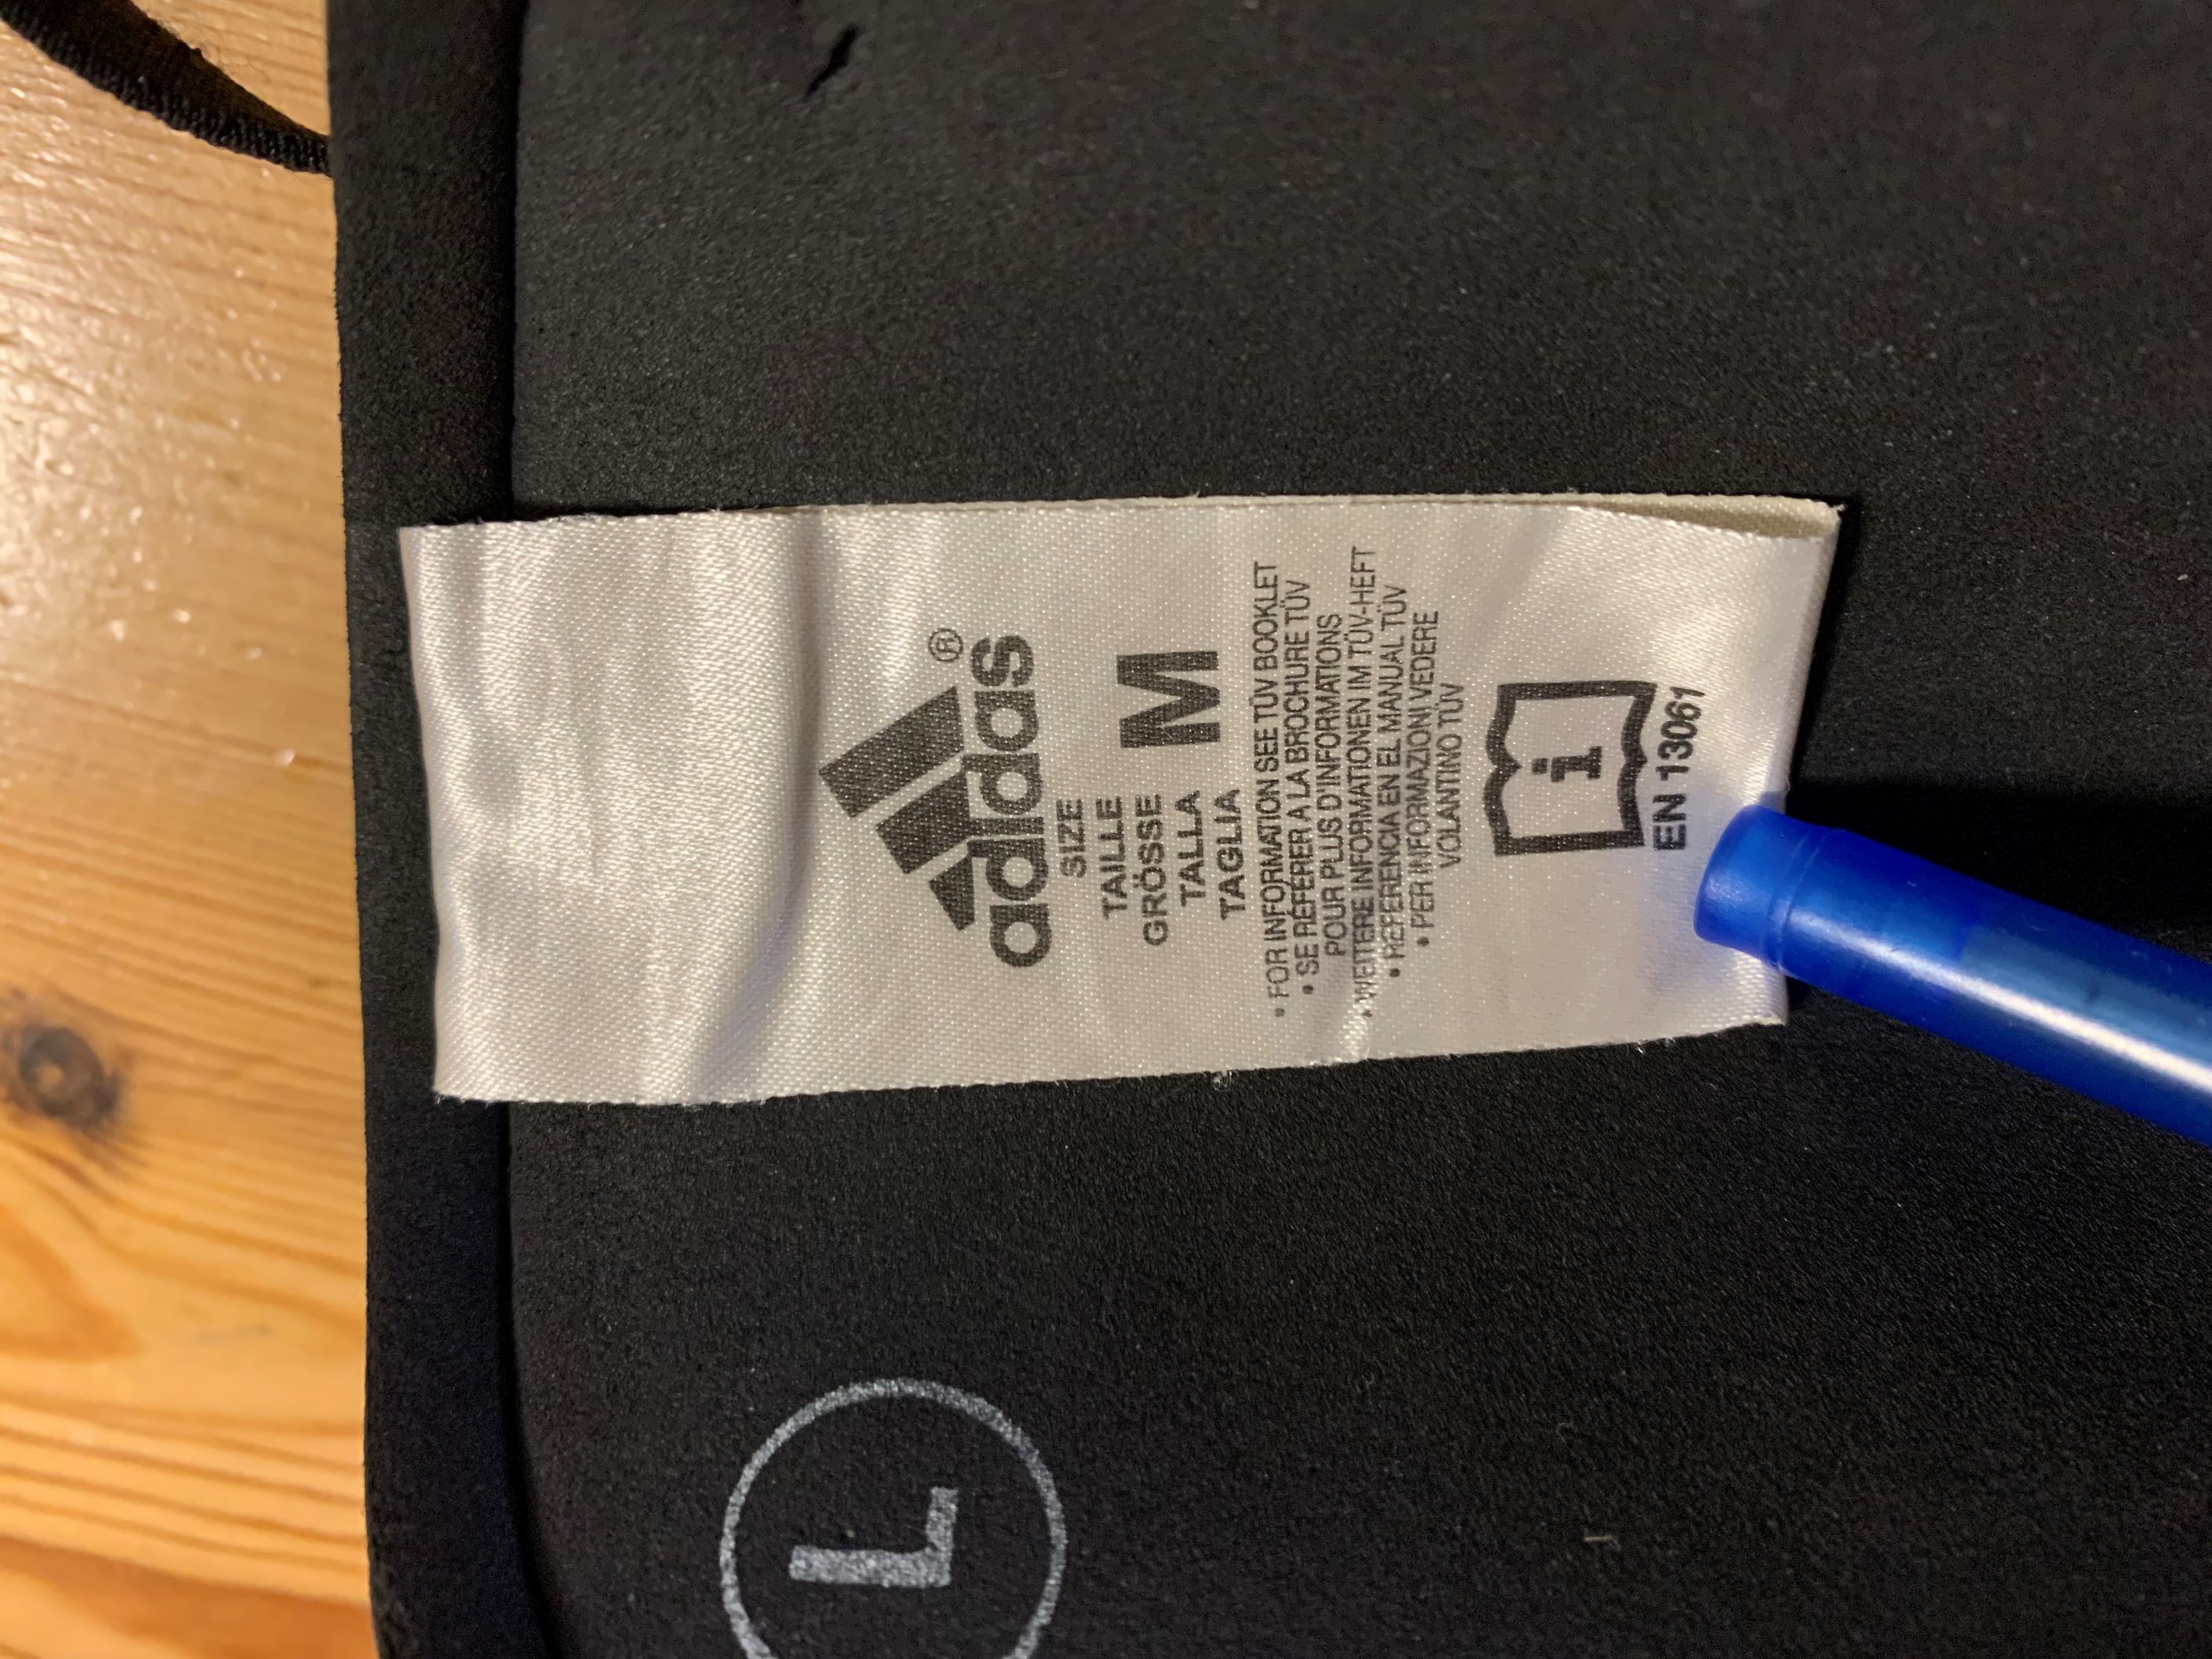 adidas®
SIZE
TAILLE
GRÖSSE
TALLA
TAGLIA
M
• FOR INFORMATION SEE TÜV BOOKLET
• SE RÉFÉRER A LA BROCHURE TÜV
POUR PLUS D'INFORMATIONS
• WEITERE INFORMATIONEN IM TÜV-HEFT
• REFERENCIA EN EL MANUAL TÜV
• PER INFORMAZIONI VEDERE
VOLANTINO TÜV
i
EN 13061
L